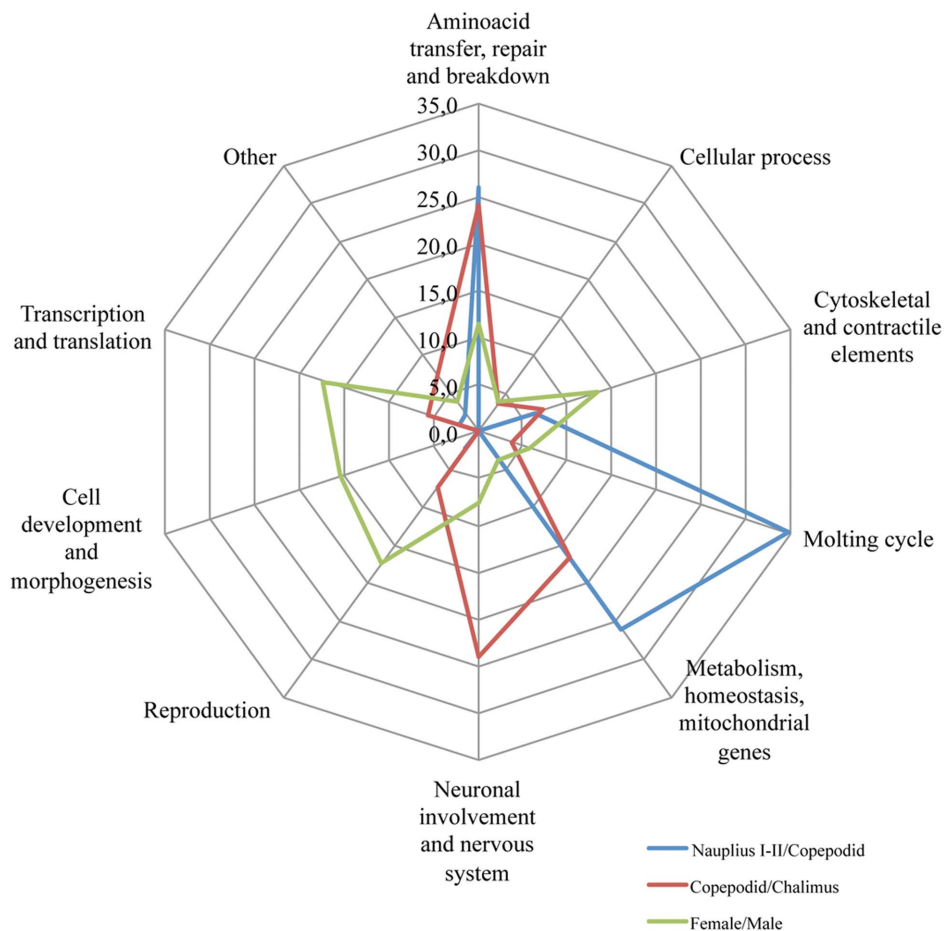 Aminoacid
transfer, repair
and breakdown
35,0
30,0
25,0
20,0
15,0
10,0
5,0
0,0
Other
Cellular process
Transcription
and translation
Cytoskeletal
and contractile
elements
Cell
development
and
morphogenesis
Molting cycle
Reproduction
Metabolism,
homeostasis,
mitochondrial
genes
Neuronal
involvement
and nervous
system
Nauplius I-II/Copepodid
Copepodid/Chalimus
Female/Male